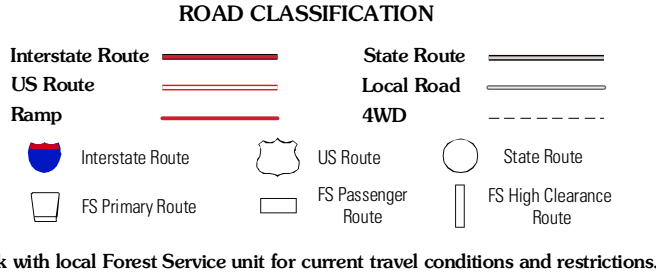 ROAD CLASSIFICATION
Interstate Route
State Route
US Route
Local Road
Ramp
4WD
Interstate Route
US Route
State Route
FS Primary Route
FS Passenger
Route
FS High Clearance
Route
with local Forest Service unit for current travel conditions and restrictions.